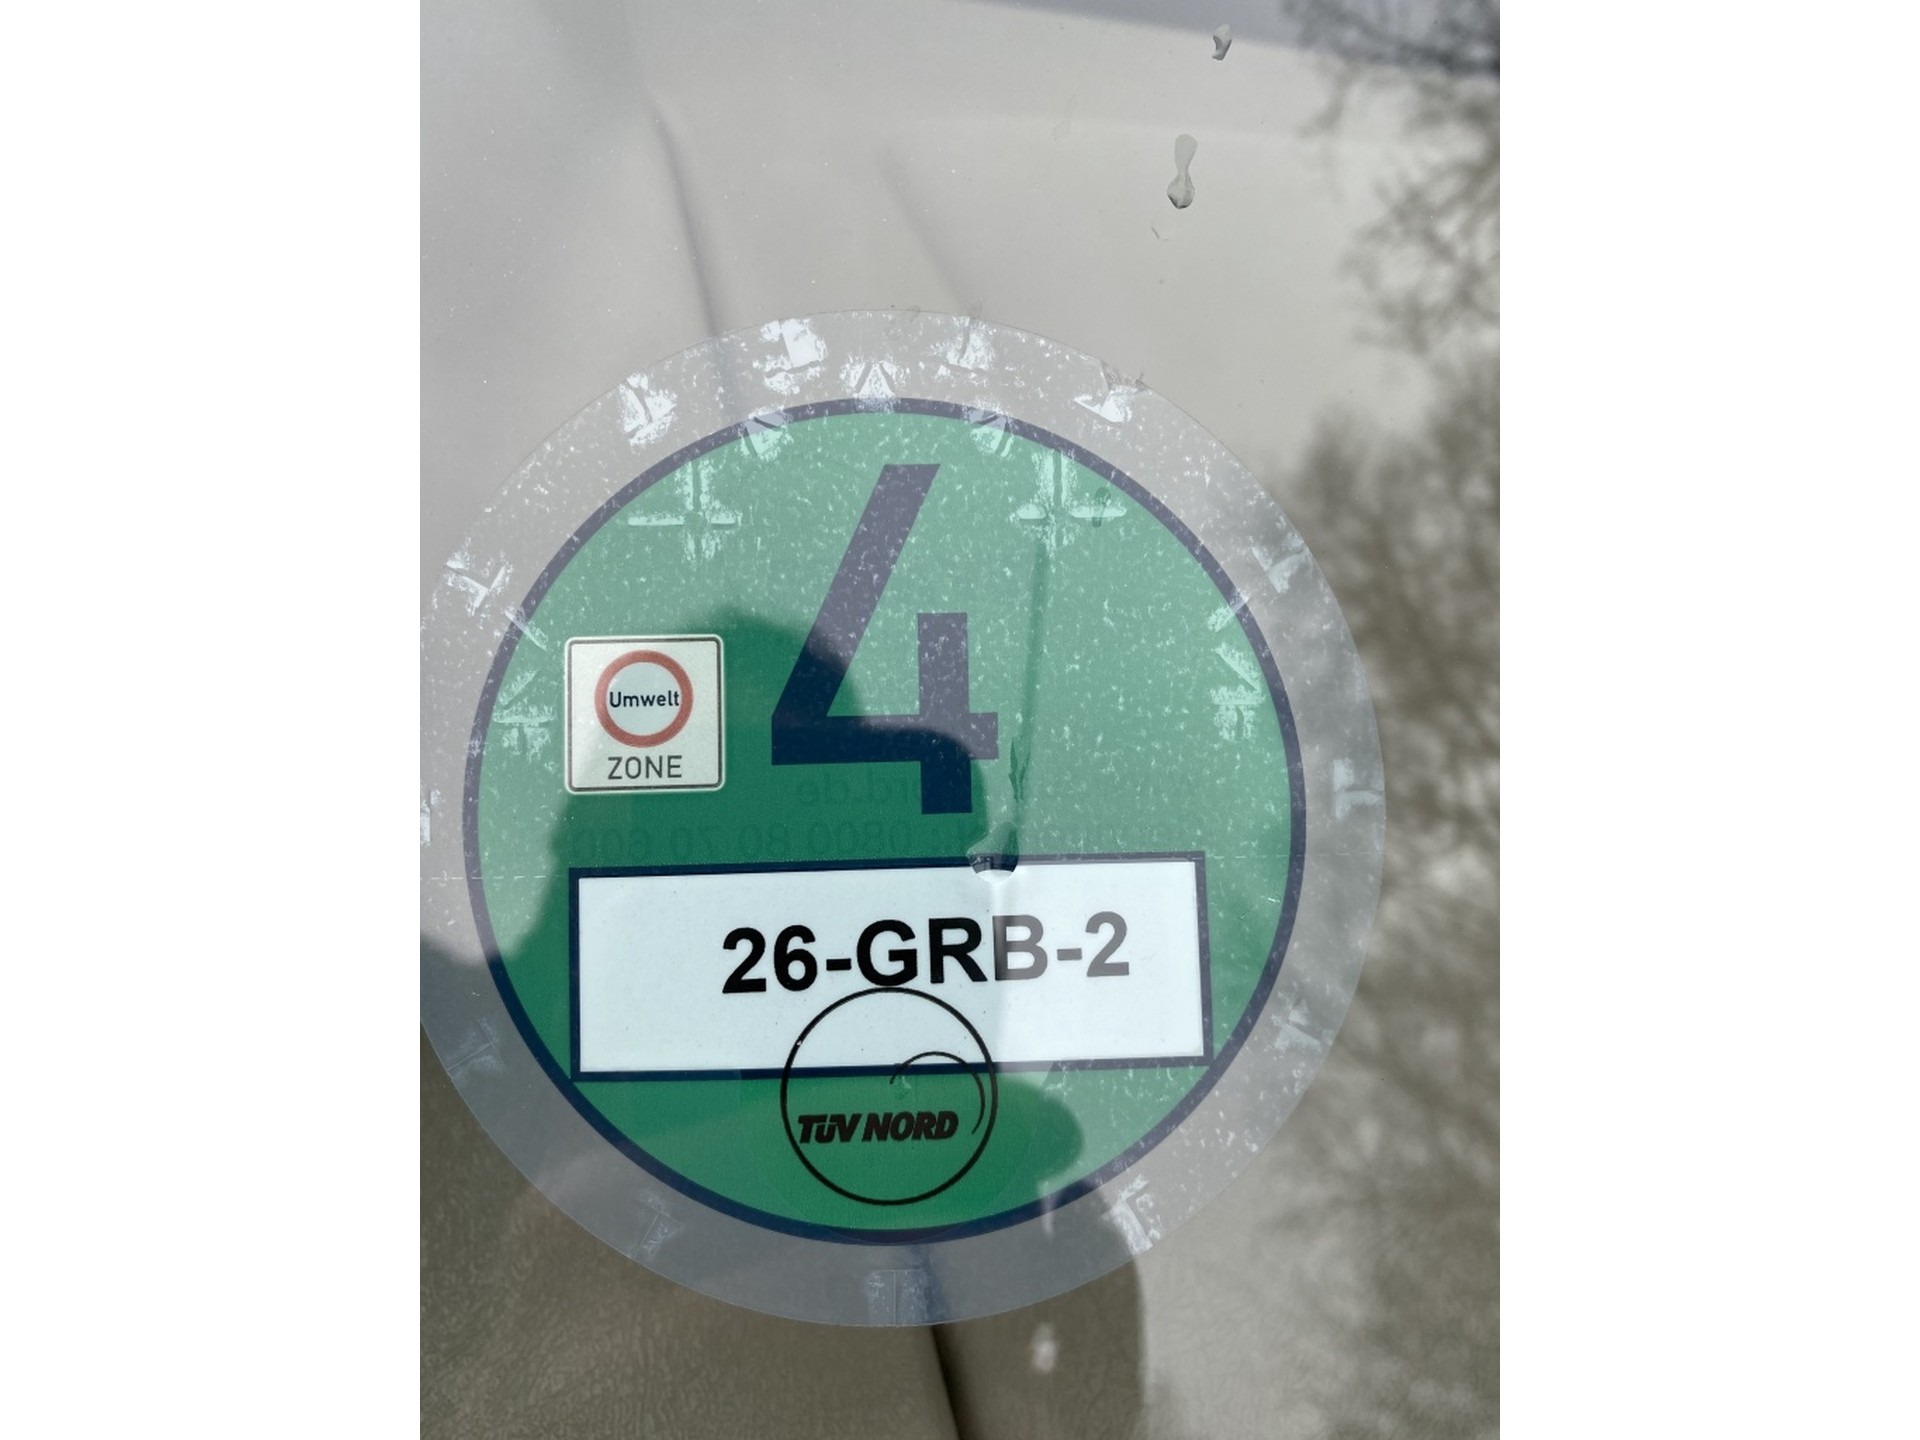 4
Umwelt
ZONE
26-GRB-2
TÜV NORD